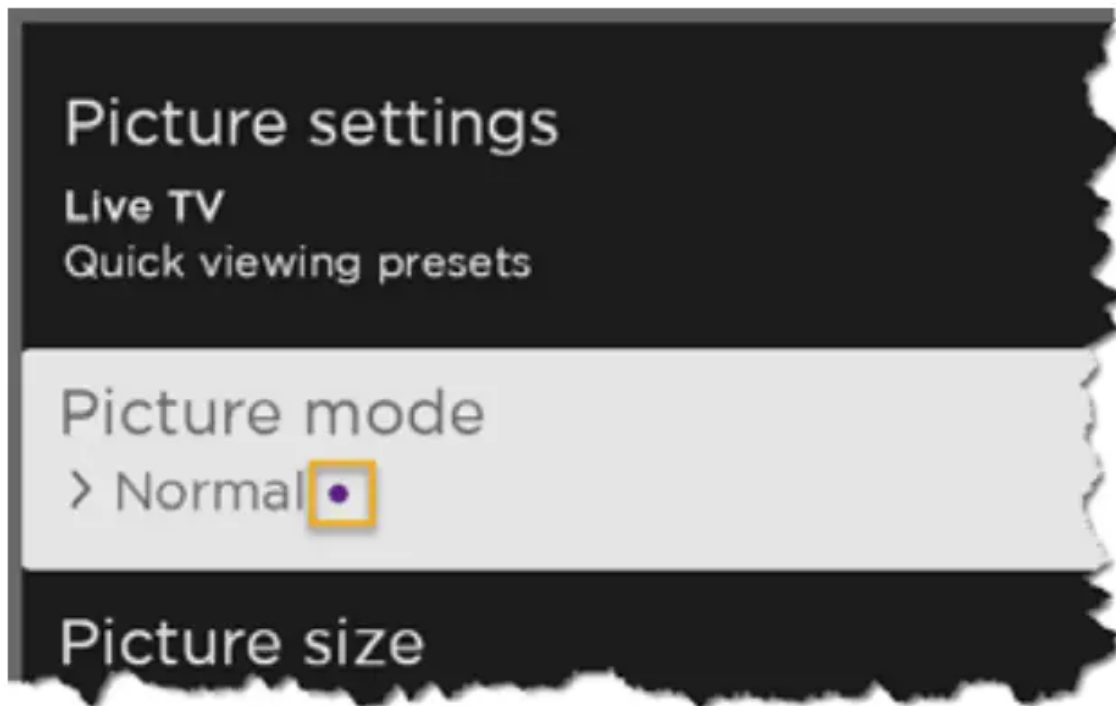 Picture settings
Live TV
Quick viewing presets
Picture mode
> Normal
Picture size